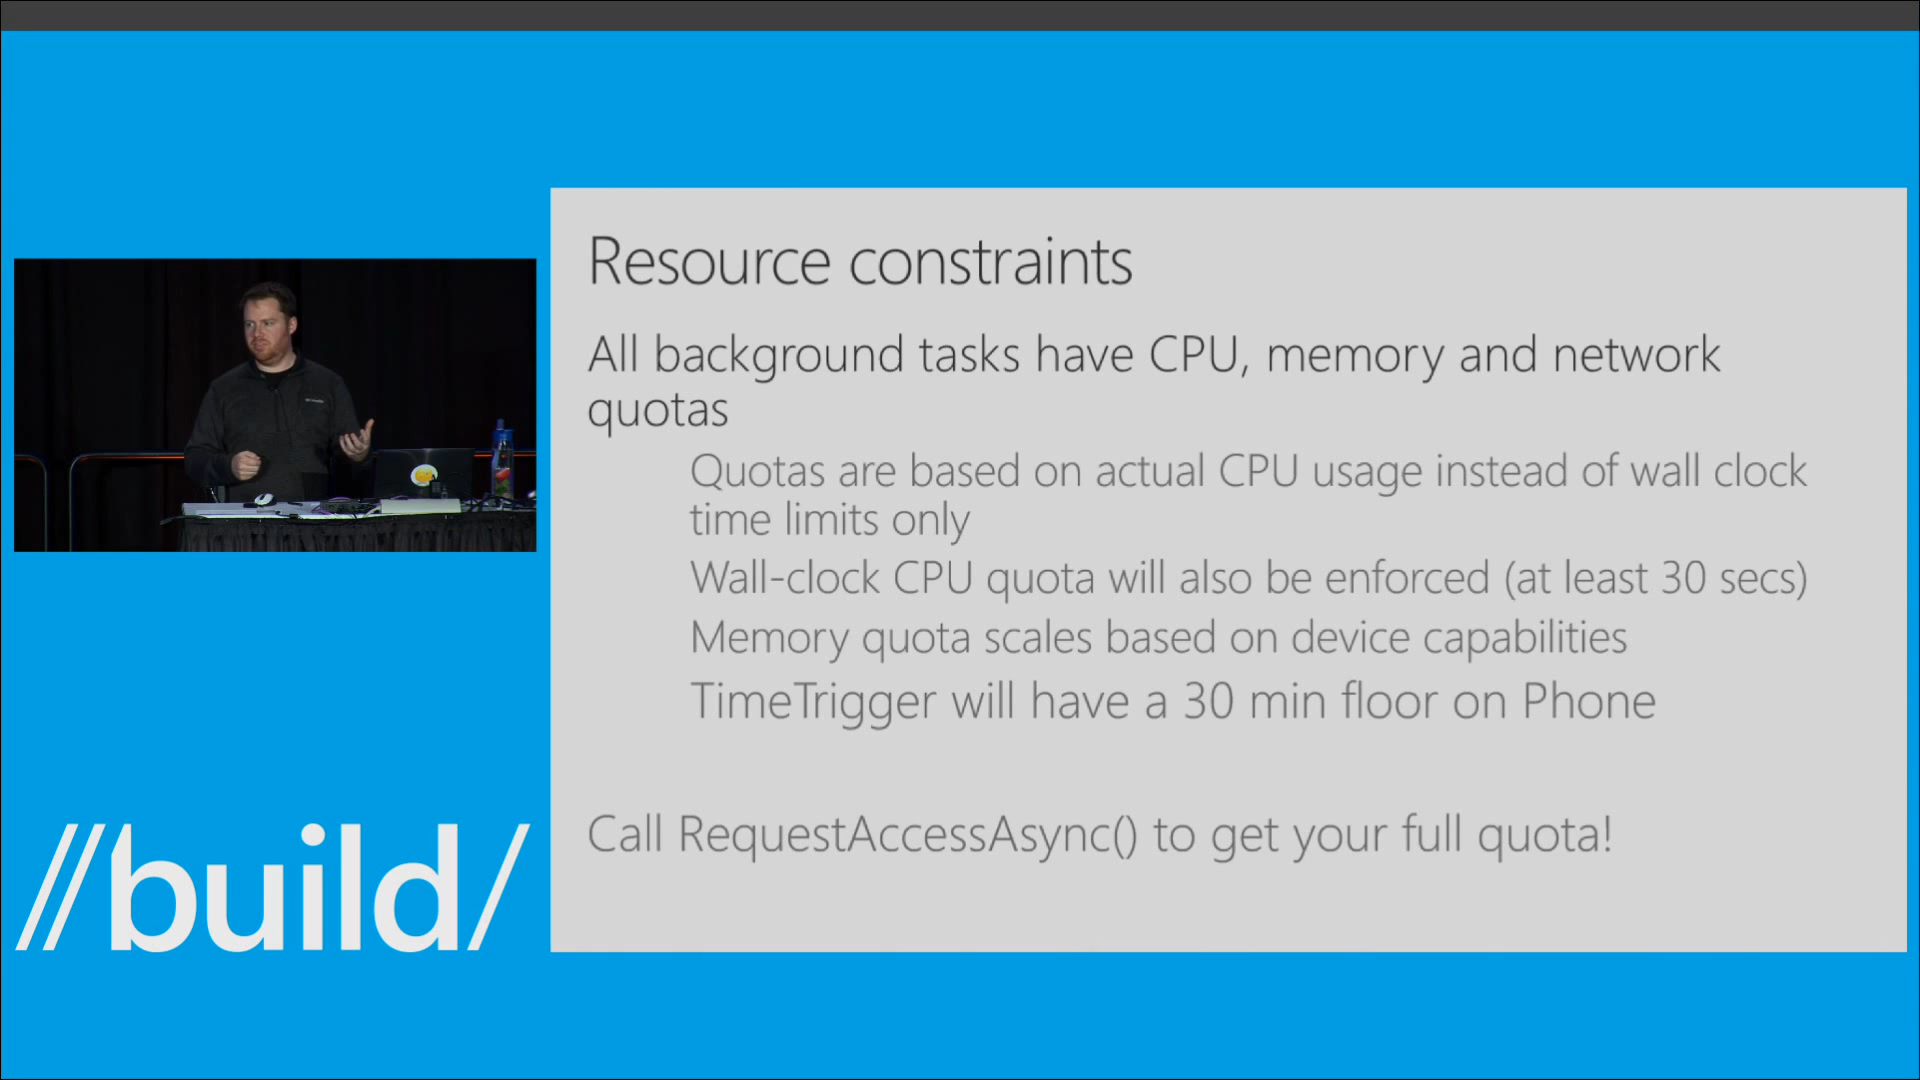 Resource constraints
All background tasks have CPU, memory and network
quotas
Quotas are based on actual CPU usage instead of wall clock
time limits only
Wall-clock CPU quota will also be enforced (at least 30 secs)
Memory quota scales based on device capabilities
TimeTrigger will have a 30 min floor on Phone
Call RequestAccessAsync() to get your full quota!
//build/